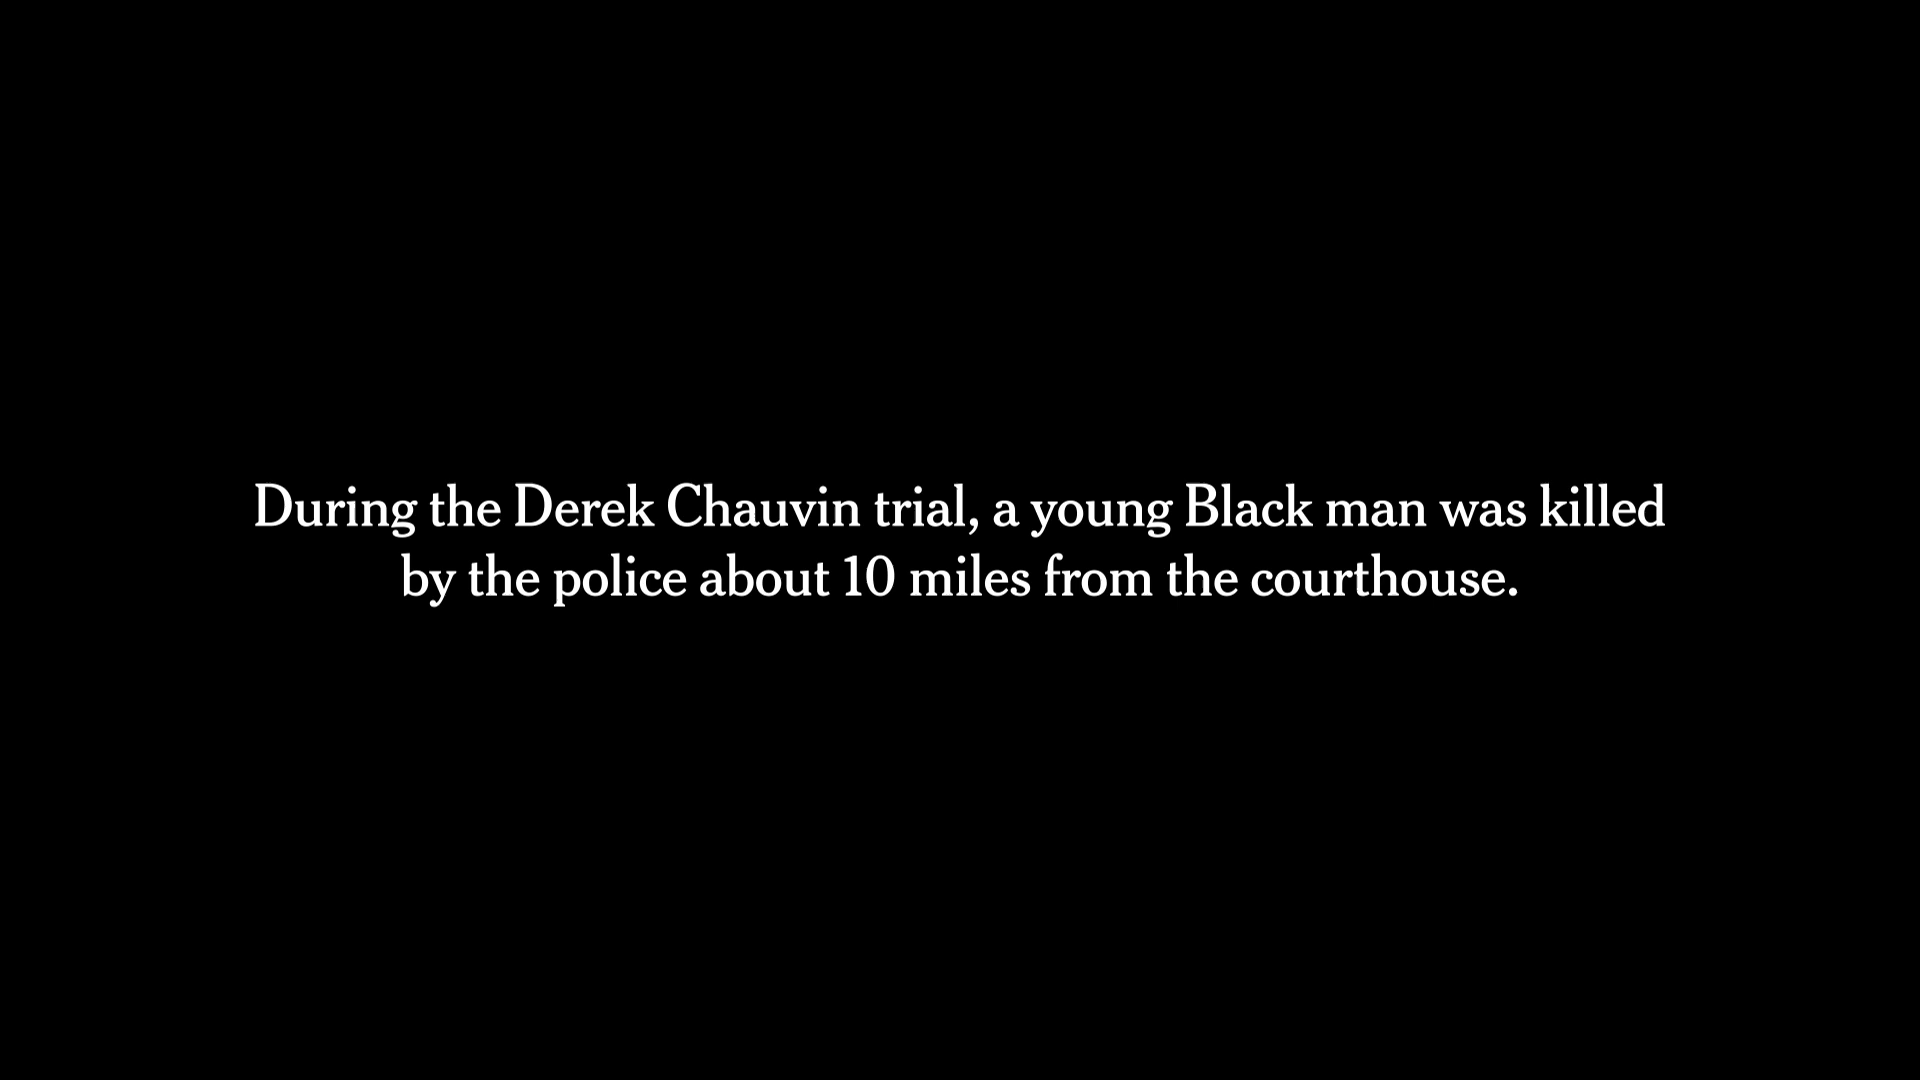 During the Derek Chauvin trial, a young Black man was killed
by the police about 10 miles from the courthouse.